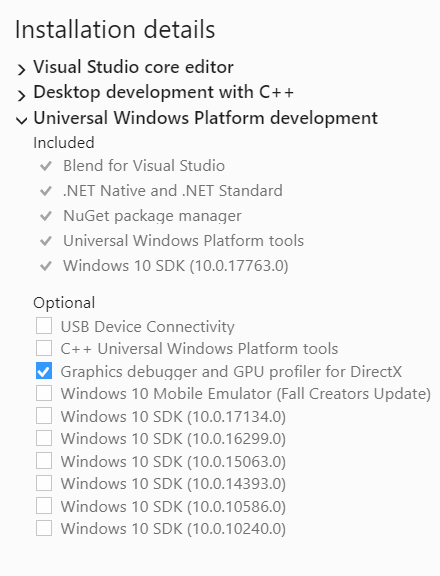 Installation details
Visual Studio core editor
Desktop development with C++
Universal Windows Platform development
Included
Blend for Visual Studio
.NET Native and .NET Standard
NuGet package manager
Universal Windows Platform tools
Windows 10 SDK (10.0.17763.0)
Optional
USB Device Connectivity
C++ Universal Windows Platform tools
Graphics debugger and GPU profiler for DirectX
Windows 10 Mobile Emulator (Fall Creators Update)
Windows 10 SDK (10.0.17134.0)
Windows 10 SDK (10.0.16299.0)
Windows 10 SDK (10.0.15063.0)
Windows 10 SDK (10.0.14393.0)
Windows 10 SDK (10.0.10586.0)
Windows 10 SDK (10.0.10240.0)